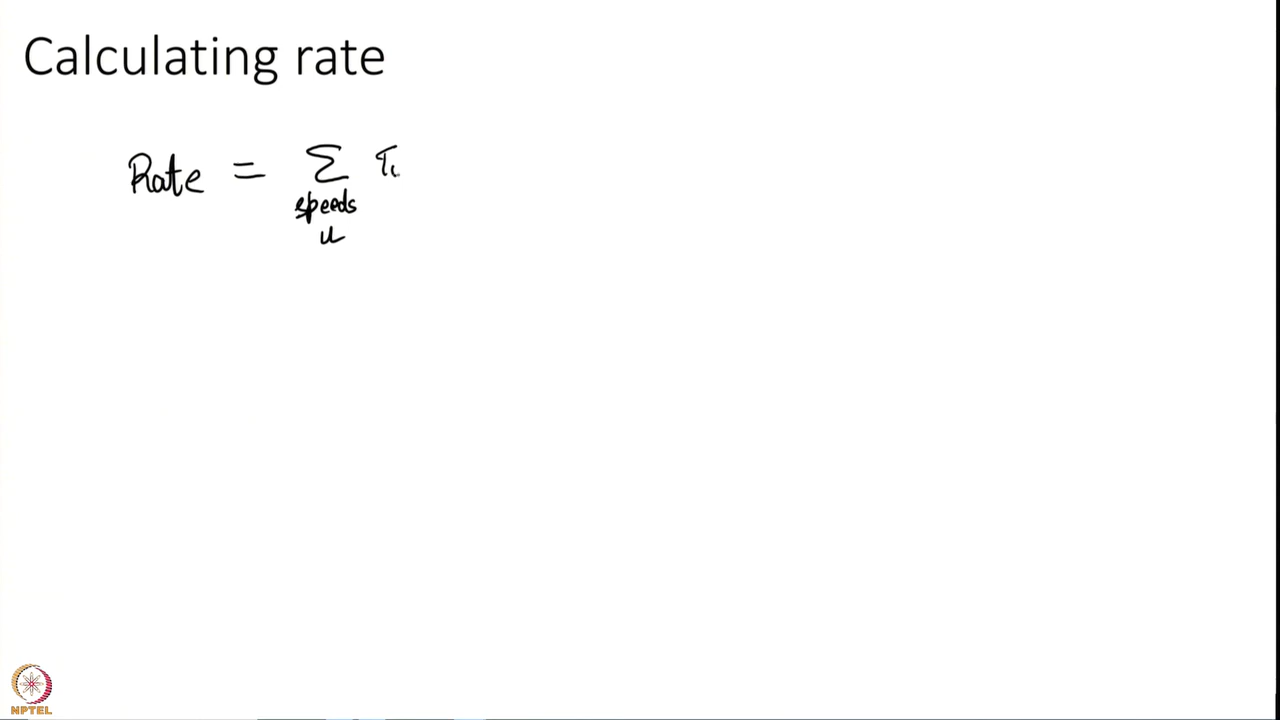 Calculating rate
Rate = Σ
speeds
u
NPTEL